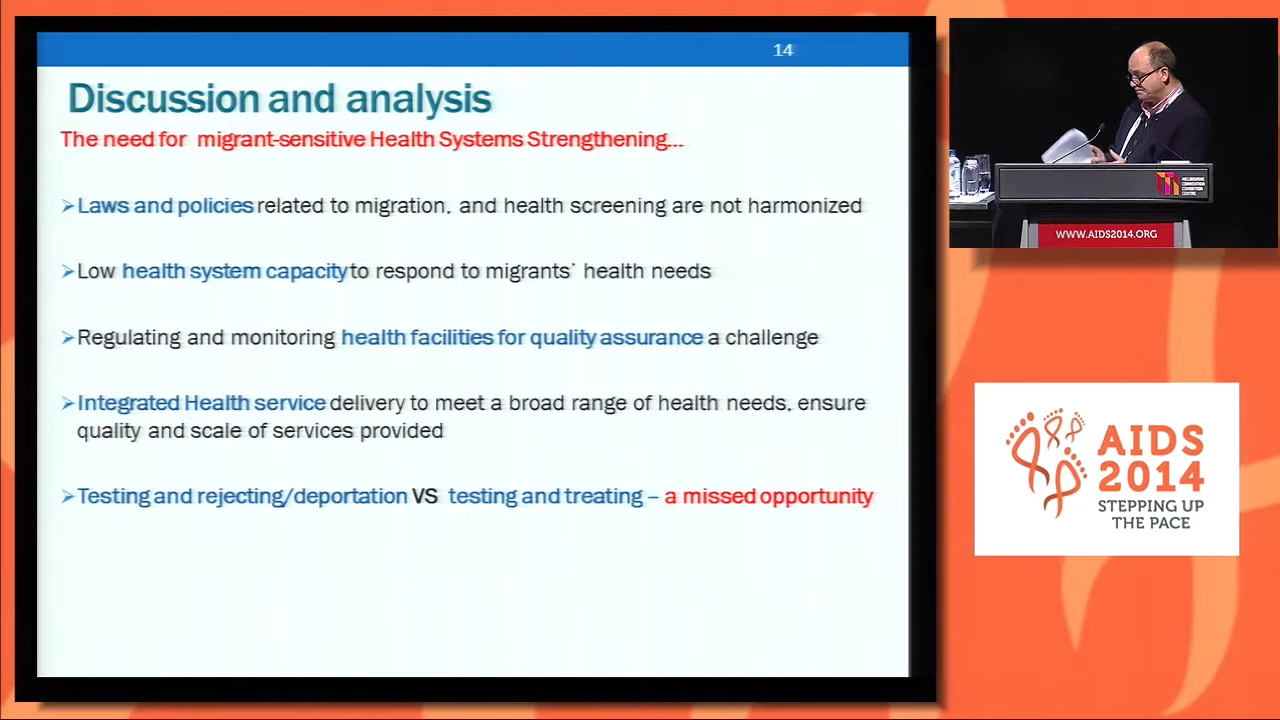 14
Discussion and analysis
The need for migrant-sensitive Health Systems Strengthening...
➢Laws and policies related to migration, and health screening are not harmonized
➢Low health system capacity to respond to migrants' health needs
➢Regulating and monitoring health facilities for quality assurance a challenge
➢Integrated Health service delivery to meet a broad range of health needs, ensure
quality and scale of services provided
➢Testing and rejecting/deportation VS testing and treating – a missed opportunity
MELBOURNE
CONVENTION
EXHIBITION
CENTRE
WWW.AIDS2014.ORG
AIDS
2014
STEPPING UP
THE PACE